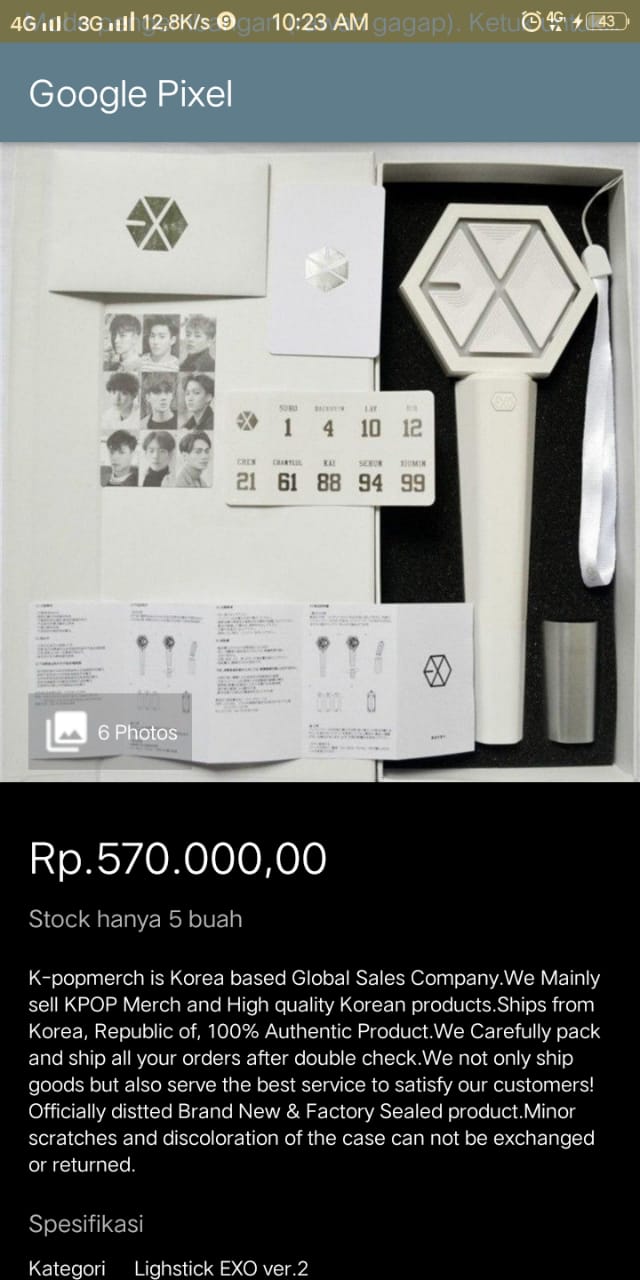 4G 3G 12,8K/s 9 10:23 AM 4G 43
gagap). Ketu
Google Pixel
SUHO BAEKHYUN LAY D.O
1 4 10 12
CHEN CHANYEOL KAI SEHUN XIUMIN
21 61 88 94 99
6 Photos
Rp.570.000,00
Stock hanya 5 buah
K-popmerch is Korea based Global Sales Company.We Mainly
sell KPOP Merch and High quality Korean products.Ships from
Korea, Republic of, 100% Authentic Product.We Carefully pack
and ship all your orders after double check.We not only ship
goods but also serve the best service to satisfy our customers!
Officially distted Brand New & Factory Sealed product.Minor
scratches and discoloration of the case can not be exchanged
or returned.
Spesifikasi
Kategori Lighstick EXO ver.2